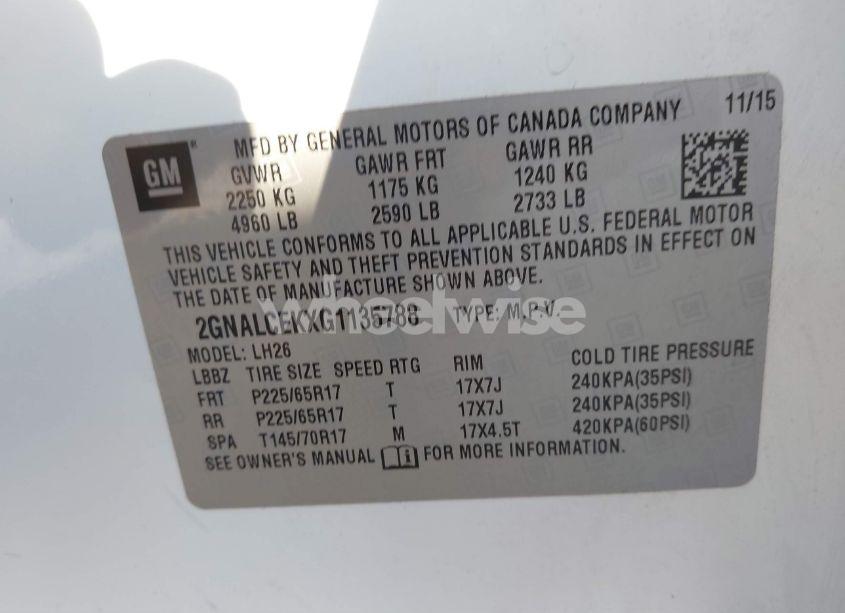 11/15
GM
MFD BY GENERAL MOTORS OF CANADA COMPANY
GVWR GAWR FRT GAWR RR
2250 KG 1175 KG 1240 KG
4960 LB 2590 LB 2733 LB
THIS VEHICLE CONFORMS TO ALL APPLICABLE U.S. FEDERAL MOTOR
VEHICLE SAFETY AND THEFT PREVENTION STANDARDS IN EFFECT ON
THE DATE OF MANUFACTURE SHOWN ABOVE.
2GNALCEKXG1135788 TYPE: M.P.V.
wheelwise
MODEL: LH26
LBBZ TIRE SIZE SPEED RTG RIM COLD TIRE PRESSURE
FRT P225/65R17 T 17X7J 240KPA(35PSI)
RR P225/65R17 T 17X7J 240KPA(35PSI)
SPA T145/70R17 M 17X4.5T 420KPA(60PSI)
SEE OWNER'S MANUAL FOR MORE INFORMATION.